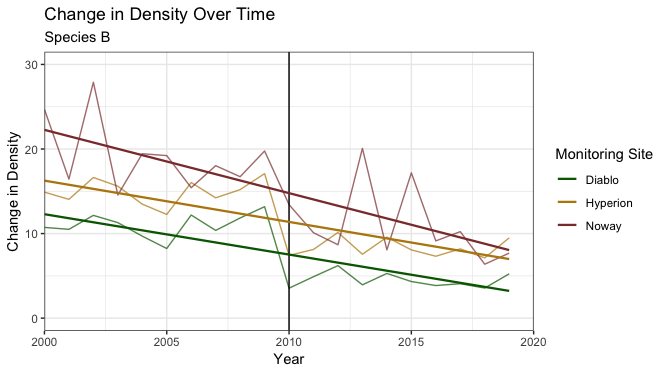 Change in Density Over Time
Species B
Change in Density
30
20
10
0
2000
2005
2010
2015
2020
Year
Monitoring Site
Diablo
Hyperion
Noway